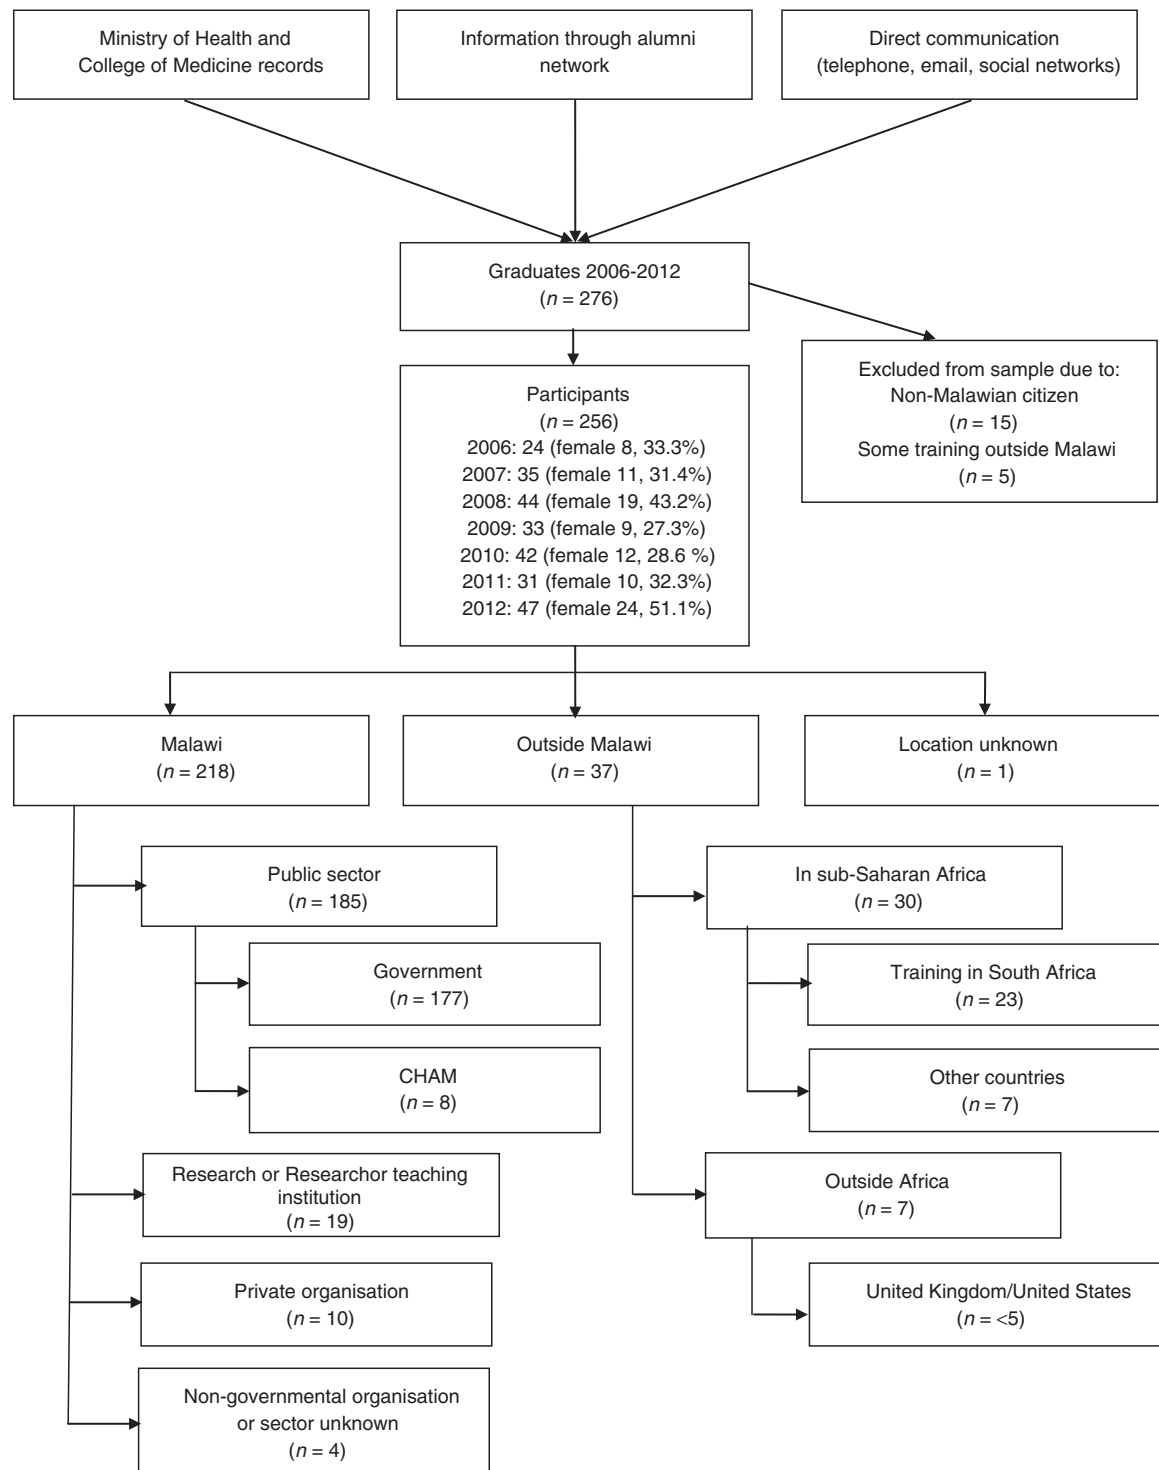 Ministry of Health and
College of Medicine records
Information through alumni
network
Direct communication
(telephone, email, social networks)
Graduates 2006-2012
(n = 276)
Excluded from sample due to:
Non-Malawian citizen
(n = 15)
Some training outside Malawi
(n = 5)
Participants
(n = 256)
2006: 24 (female 8, 33.3%)
2007: 35 (female 11, 31.4%)
2008: 44 (female 19, 43.2%)
2009: 33 (female 9, 27.3%)
2010: 42 (female 12, 28.6 %)
2011: 31 (female 10, 32.3%)
2012: 47 (female 24, 51.1%)
Malawi
(n = 218)
Outside Malawi
(n = 37)
Location unknown
(n = 1)
Public sector
(n = 185)
Government
(n = 177)
CHAM
(n = 8)
Research or Researchor teaching
institution
(n = 19)
Private organisation
(n = 10)
Non-governmental organisation
or sector unknown
(n = 4)
In sub-Saharan Africa
(n = 30)
Training in South Africa
(n = 23)
Other countries
(n = 7)
Outside Africa
(n = 7)
United Kingdom/United States
(n = <5)